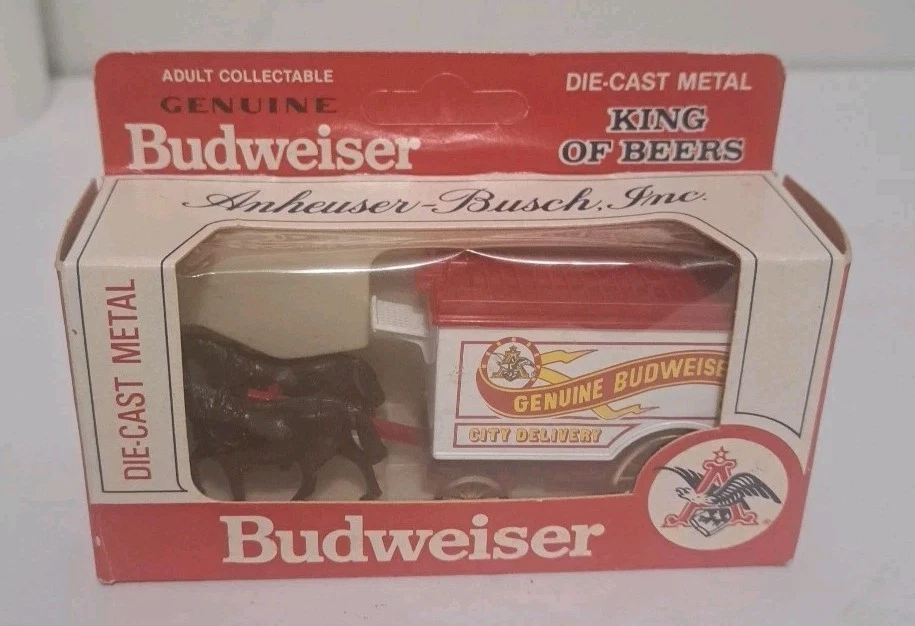 ADULT COLLECTABLE
GENUINE
Budweiser
DIE-CAST METAL
KING
OF BEERS
Anheuser-Busch, Inc.
DIE-CAST METAL
GENUINE BUDWEISE
CITY DELIVERY
A
Budweiser